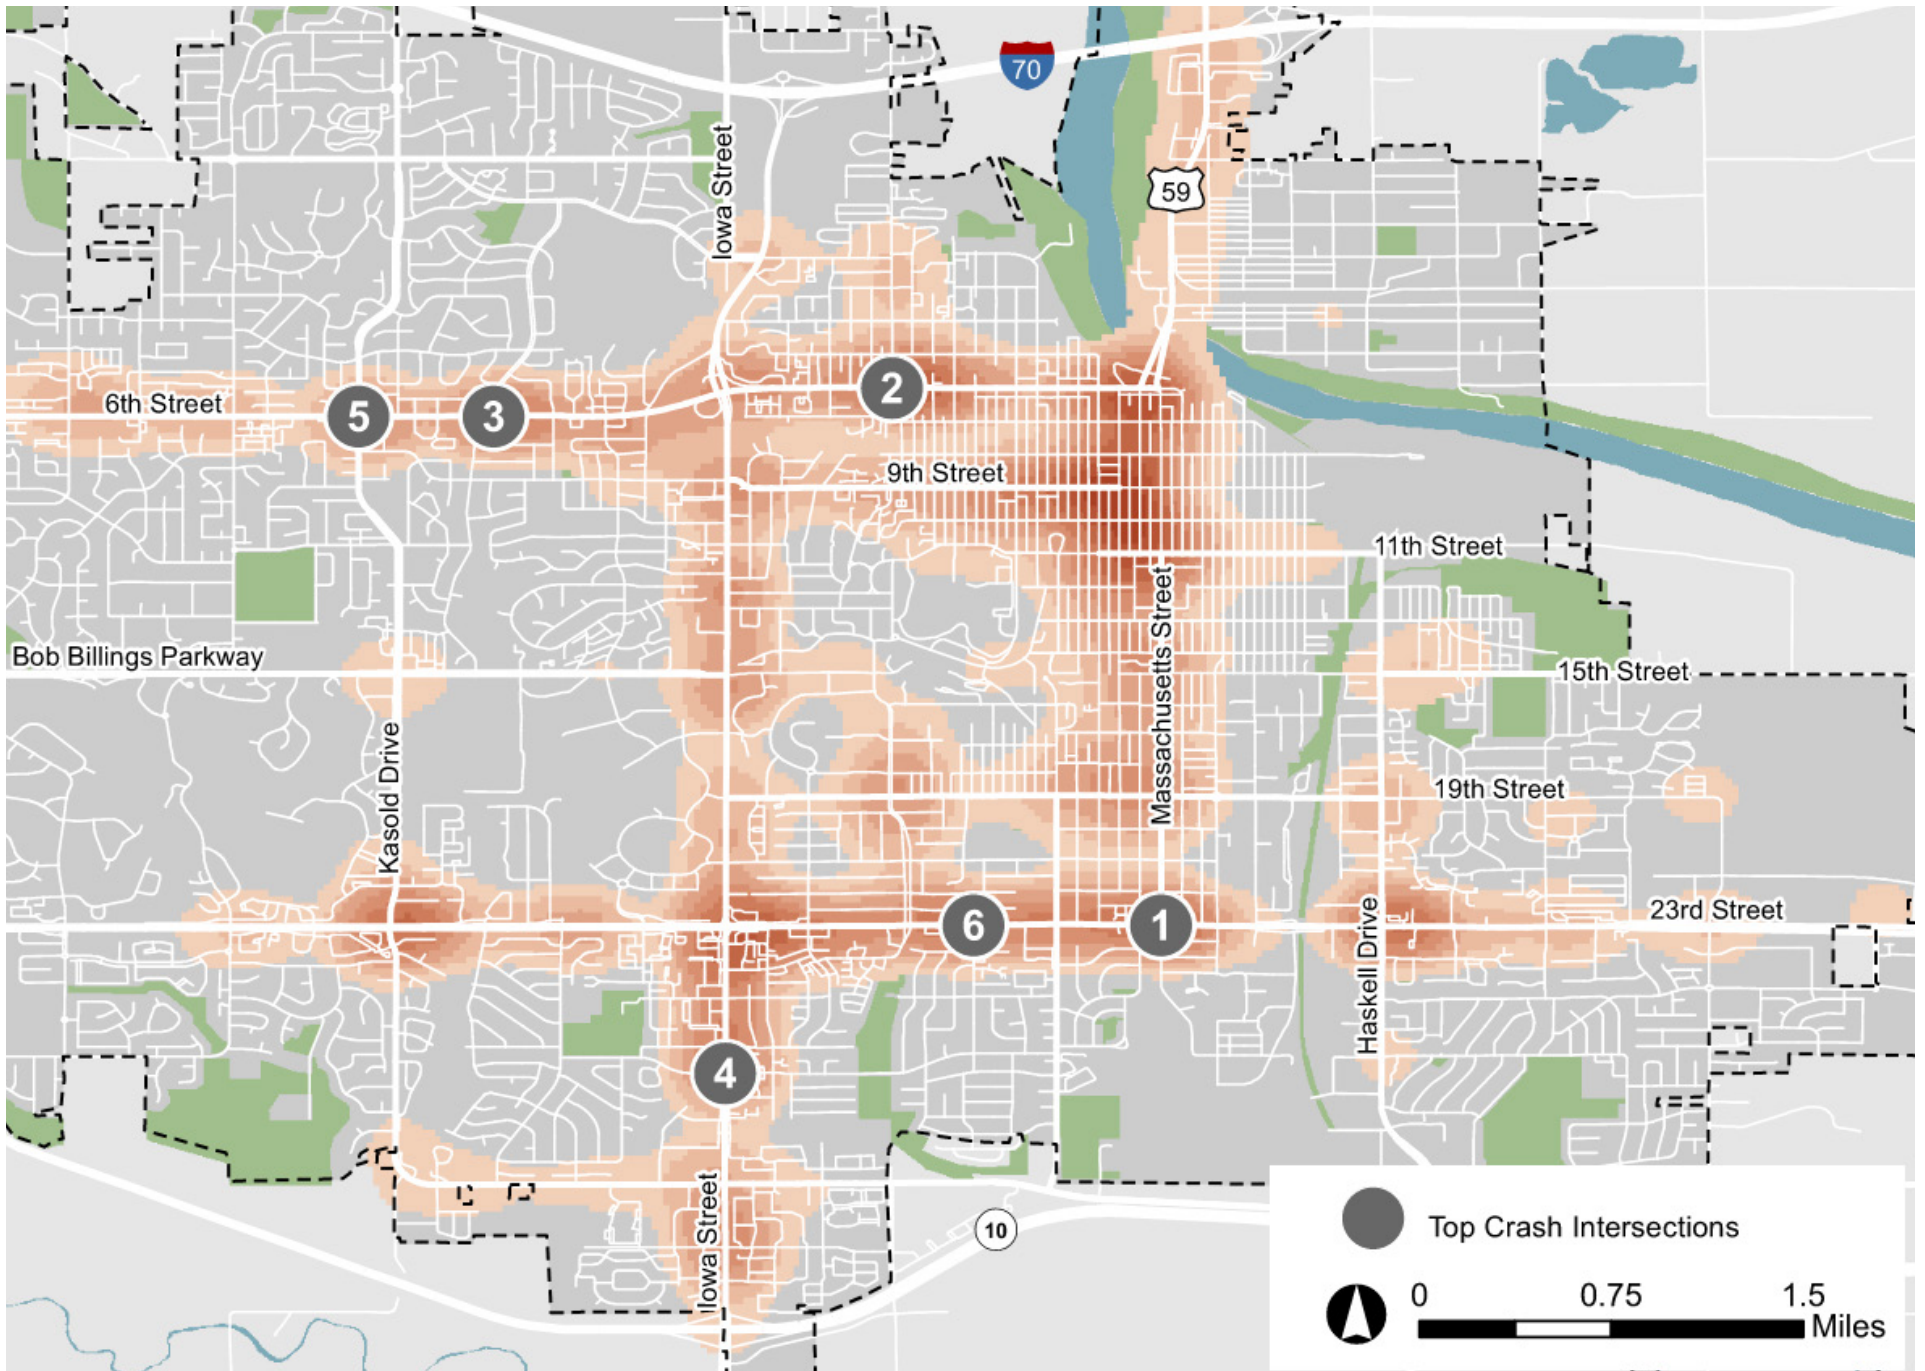 70
Iowa Street
59
6th Street
5
3
2
9th Street
11th Street
Bob Billings Parkway
15th Street
Massachusetts Street
Kasold Drive
19th Street
23rd Street
6
1
Haskell Drive
4
Iowa Street
10
Top Crash Intersections
0 0.75 1.5
Miles